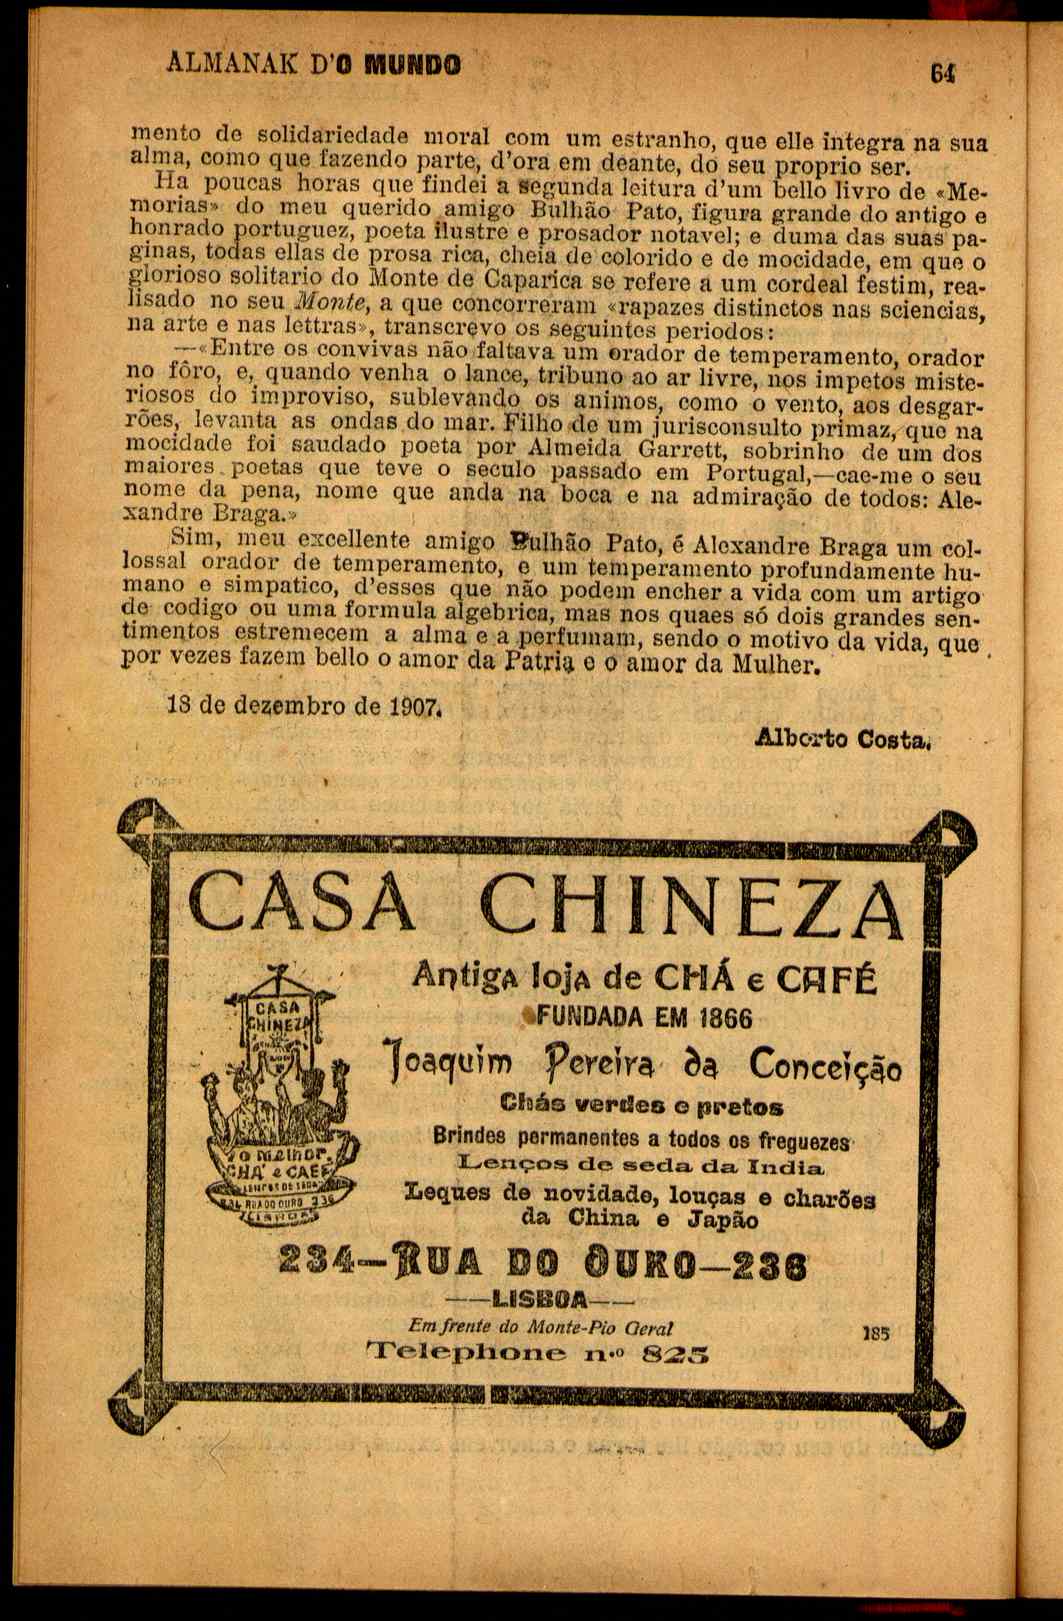 ALMANAK D'O MUNDO
64
mento de solidariedade moral com um estranho, que elle integra na sua
alma, como que fazendo parte, d'ora em deante, do seu proprio ser.
Ha poucas horas que findei a segunda leitura d'um bello livro de «Me-
morias» do meu querido amigo Bulhão Pato, figura grande do antigo e
honrado portuguez, poeta ilustre e prosador notavel; e duma das suas pa-
ginas, todas ellas de prosa rica, cheia de colorido e de mocidade, em que o
glorioso solitario do Monte de Caparica se refere a um cordeal festim, rea-
lisado no seu Monte, a que concorreram «rapazes distinctos nas sciencias,
na arte e nas lettras», transcrevo os seguintes periodos:
—«Entre os convivas não faltava um orador de temperamento, orador
no fôro, e, quando venha o lance, tribuno ao ar livre, nos impetos miste-
riosos do improviso, sublevando os animos, como o vento, aos desgar-
rões, levanta as ondas do mar. Filho de um jurisconsulto primaz, que na
mocidade foi saudado poeta por Almeida Garrett, sobrinho de um dos
maiores poetas que teve o seculo passado em Portugal,—cae-me o seu
nome da pena, nome que anda na boca e na admiração de todos: Ale-
xandre Braga.»
Sim, meu excellente amigo Bulhão Pato, é Alexandre Braga um col-
lossal orador de temperamento, e um temperamento profundamente hu-
mano e simpatico, d'esses que não podem encher a vida com um artigo
de codigo ou uma formula algebrica, mas nos quaes só dois grandes sen-
timentos estremecem a alma e a perfumam, sendo o motivo da vida, que
por vezes fazem bello o amor da Patria e o amor da Mulher.
18 de dezembro de 1907.
Alberto Costa.
CASA CHINEZA
Antiga loja de CHÁ e CAFÉ
FUNDADA EM 1866
Joaquim Pereira da Conceição
Chás verdes e pretos
Brindes permanentes a todos os freguezes
Lenços de seda da India
Leques de novidade, louças e charões
da China e Japão
CASA
CHINEZA
O MELHOR
CHÁ e CAFÉ
LENÇOS DE SEDA
234 RUA DO OURO 236
LISBOA
234—RUA DO OURO—236
——LISBOA——
Em frente do Monte-Pio Geral
185
Telephone n.º 825